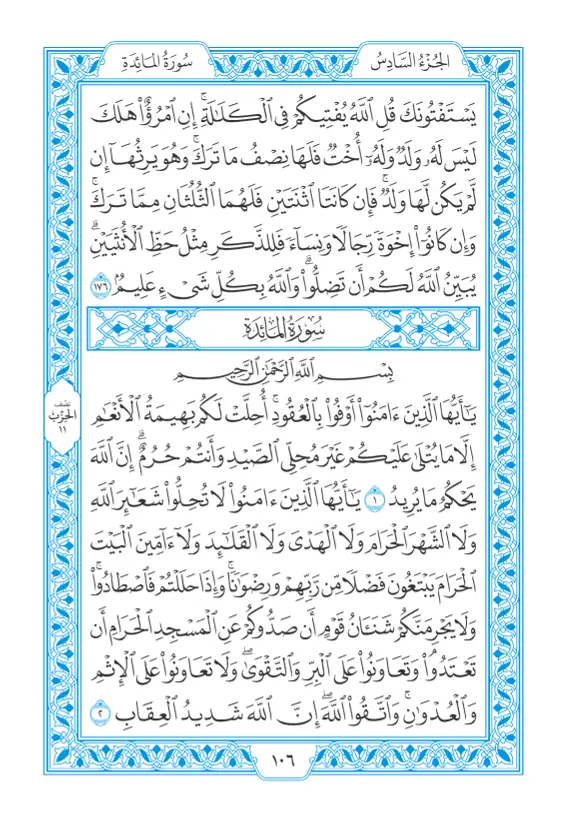 الجُزْءُ السَّادِسُ
سُورَةُ المَائِدَةِ
يَسْتَفْتُونَكَ قُلِ ٱللَّهُ يُفْتِيكُمْ فِي ٱلْكَلَٰلَةِۚ إِنِ ٱمْرُؤٌاْ هَلَكَ
لَيْسَ لَهُۥ وَلَدٌ وَلَهُۥٓ أُخْتٌ فَلَهَا نِصْفُ مَا تَرَكَۚ وَهُوَ يَرِثُهَآ إِن
لَّمْ يَكُن لَّهَا وَلَدٌۚ فَإِن كَانَتَا ٱثْنَتَيْنِ فَلَهُمَا ٱلثُّلُثَانِ مِمَّا تَرَكَۚ
وَإِن كَانُوٓاْ إِخْوَةً رِّجَالًا وَنِسَآءً فَلِلذَّكَرِ مِثْلُ حَظِّ ٱلْأُنثَيَيْنِۗ
يُبَيِّنُ ٱللَّهُ لَكُمْ أَن تَضِلُّواْۗ وَٱللَّهُ بِكُلِّ شَيْءٍ عَلِيمٌ ١٧٦
سُورَةُ المَائِدَةِ
بِسْمِ ٱللَّهِ ٱلرَّحْمَٰنِ ٱلرَّحِيمِ
يَٰٓأَيُّهَا ٱلَّذِينَ ءَامَنُوٓاْ أَوْفُواْ بِٱلْعُقُودِۚ أُحِلَّتْ لَكُم بَهِيمَةُ ٱلْأَنْعَٰمِ
إِلَّا مَا يُتْلَىٰ عَلَيْكُمْ غَيْرَ مُحِلِّي ٱلصَّيْدِ وَأَنتُمْ حُرُمٌۗ إِنَّ ٱللَّهَ
يَحْكُمُ مَا يُرِيدُ ١ يَٰٓأَيُّهَا ٱلَّذِينَ ءَامَنُواْ لَا تُحِلُّواْ شَعَٰٓئِرَ ٱللَّهِ
وَلَا ٱلشَّهْرَ ٱلْحَرَامَ وَلَا ٱلْهَدْيَ وَلَا ٱلْقَلَٰٓئِدَ وَلَآ ءَآمِّينَ ٱلْبَيْتَ
ٱلْحَرَامَ يَبْتَغُونَ فَضْلًا مِّن رَّبِّهِمْ وَرِضْوَٰنًاۚ وَإِذَا حَلَلْتُمْ فَٱصْطَادُواْۚ
وَلَا يَجْرِمَنَّكُمْ شَنَـَٔانُ قَوْمٍ أَن صَدُّوكُمْ عَنِ ٱلْمَسْجِدِ ٱلْحَرَامِ أَن
تَعْتَدُواْۘ وَتَعَاوَنُواْ عَلَى ٱلْبِرِّ وَٱلتَّقْوَىٰۖ وَلَا تَعَاوَنُواْ عَلَى ٱلْإِثْمِ
وَٱلْعُدْوَٰنِۚ وَٱتَّقُواْ ٱللَّهَۖ إِنَّ ٱللَّهَ شَدِيدُ ٱلْعِقَابِ ٢
نصف
الحزب
١١
١٠٦